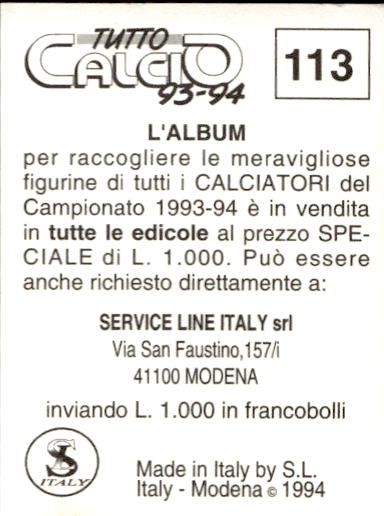 TUTTO
CALCIO
93-94
113
L'ALBUM
per raccogliere le meravigliose
figurine di tutti i CALCIATORI del
Campionato 1993-94 è in vendita
in tutte le edicole al prezzo SPE-
CIALE di L. 1.000. Può essere
anche richiesto direttamente a:
SERVICE LINE ITALY srl
Via San Faustino,157/i
41100 MODENA
inviando L. 1.000 in francobolli
SL
ITALY
Made in Italy by S.L.
Italy - Modena © 1994